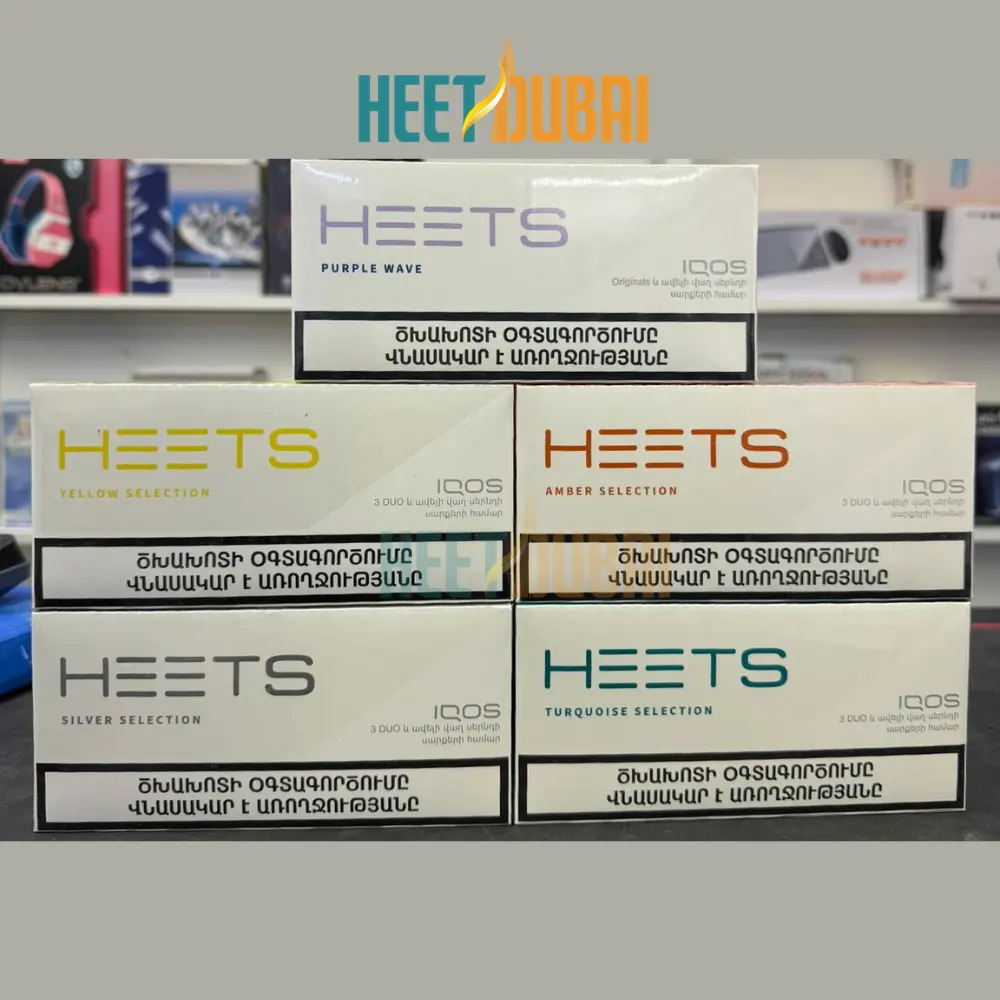 HEET DUBAI
HEETS
PURPLE WAVE
IQOS
Originals և ավելի վաղ սերնդի
սարքերի համար
ԾԽԱԽՈՏԻ ՕԳՏԱԳՈՐԾՈՒՄԸ
ՎՆԱՍԱԿԱՐ Է ԱՌՈՂՋՈՒԹՅԱՆԸ
HEETS
YELLOW SELECTION
IQOS
3 DUO և ավելի վաղ սերնդի
սարքերի համար
ԾԽԱԽՈՏԻ ՕԳՏԱԳՈՐԾՈՒՄԸ
ՎՆԱՍԱԿԱՐ Է ԱՌՈՂՋՈՒԹՅԱՆԸ
HEETS
AMBER SELECTION
IQOS
3 DUO և ավելի վաղ սերնդի
սարքերի համար
ԾԽԱԽՈՏԻ ՕԳՏԱԳՈՐԾՈՒՄԸ
ՎՆԱՍԱԿԱՐ Է ԱՌՈՂՋՈՒԹՅԱՆԸ
HEET DUBAI
HEETS
SILVER SELECTION
IQOS
3 DUO և ավելի վաղ սերնդի
սարքերի համար
ԾԽԱԽՈՏԻ ՕԳՏԱԳՈՐԾՈՒՄԸ
ՎՆԱՍԱԿԱՐ Է ԱՌՈՂՋՈՒԹՅԱՆԸ
HEETS
TURQUOISE SELECTION
IQOS
3 DUO և ավելի վաղ սերնդի
սարքերի համար
ԾԽԱԽՈՏԻ ՕԳՏԱԳՈՐԾՈՒՄԸ
ՎՆԱՍԱԿԱՐ Է ԱՌՈՂՋՈՒԹՅԱՆԸ